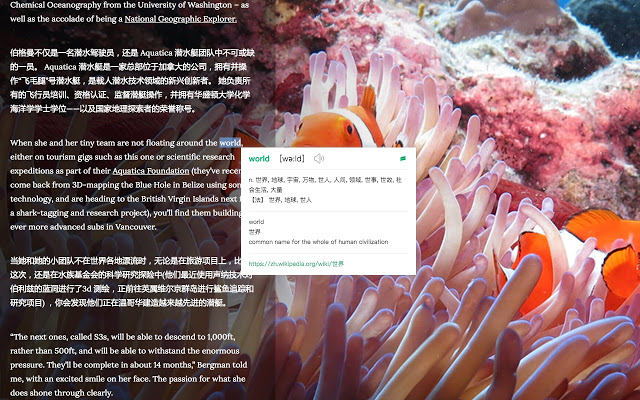 Chemical Oceanography from the University of Washington – as
well as the accolade of being a National Geographic Explorer.
伯格曼不仅是一名潜水驾驶员，还是 Aquatica 潜水艇团队中不可或缺
的一员。 Aquatica 潜水艇是一家总部位于加拿大的公司，拥有并操
作"飞毛腿"号潜水艇，是载人潜水技术领域的新兴创新者。 她负责所
有的飞行员培训、资格认证、监督潜艇操作，并拥有华盛顿大学化学
海洋学学士学位——以及国家地理探索者的荣誉称号。
When she and her tiny team are not floating around the world,
either on tourism gigs such as this one or scientific research
expeditions as part of their Aquatica Foundation (they've recen
come back from 3D-mapping the Blue Hole in Belize using son
technology, and are heading to the British Virgin Islands next
a shark-tagging and research project), you'll find them building
ever more advanced subs in Vancouver.
world [wə:ld]
n. 世界, 地球, 宇宙, 万物, 世人, 人间, 领域, 世事, 世故, 社
会生活, 大量
【法】 世界, 地球, 世人
world
世界
common name for the whole of human civilization
https://zh.wikipedia.org/wiki/世界
当她和她的小团队不在世界各地漂流时，无论是在旅游项目上，比
这次，还是在水族基金会的科学研究探险中(他们最近使用声纳技术对
伯利兹的蓝洞进行了3d 测绘，正前往英属维尔京群岛进行鲨鱼追踪和
研究项目) ，你会发现他们正在温哥华建造越来越先进的潜艇。
“The next ones, called S3s, will be able to descend to 1,000ft,
rather than 500ft, and will be able to withstand the enormous
pressure. They'll be complete in about 14 months,” Bergman told
me, with an excited smile on her face. The passion for what she
does shone through clearly.